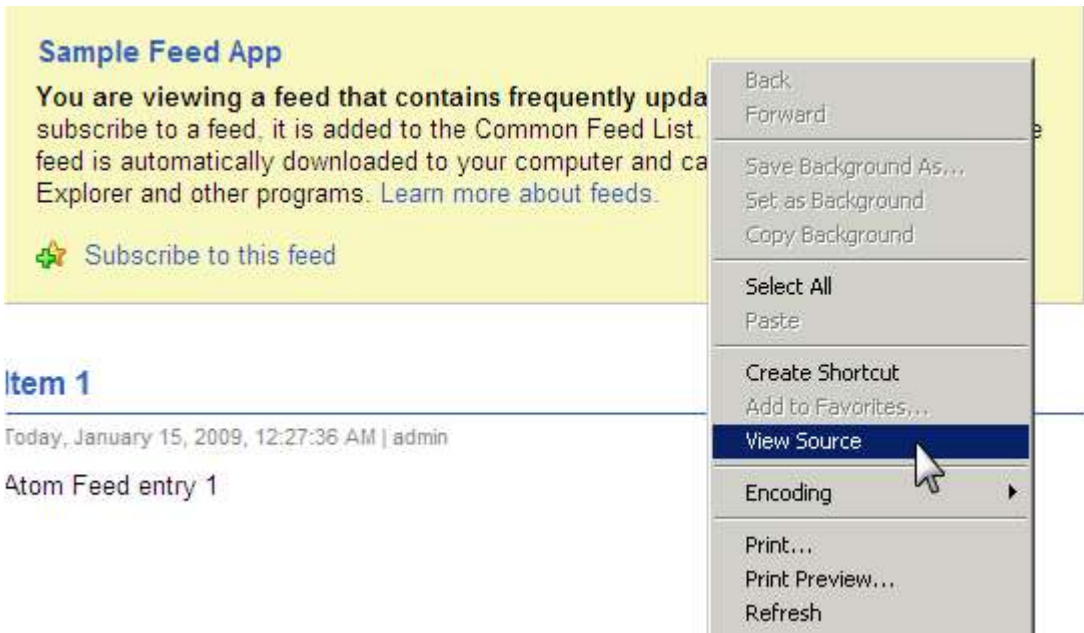 Sample Feed App
You are viewing a feed that contains frequently upda
subscribe to a feed, it is added to the Common Feed List.
e
feed is automatically downloaded to your computer and ca
Explorer and other programs. Learn more about feeds.
Subscribe to this feed
Item 1
Today, January 15, 2009, 12:27:36 AM | admin
Atom Feed entry 1
Back
Forward
Save Background As...
Set as Background
Copy Background
Select All
Paste
Create Shortcut
Add to Favorites...
View Source
Encoding
Print...
Print Preview...
Refresh